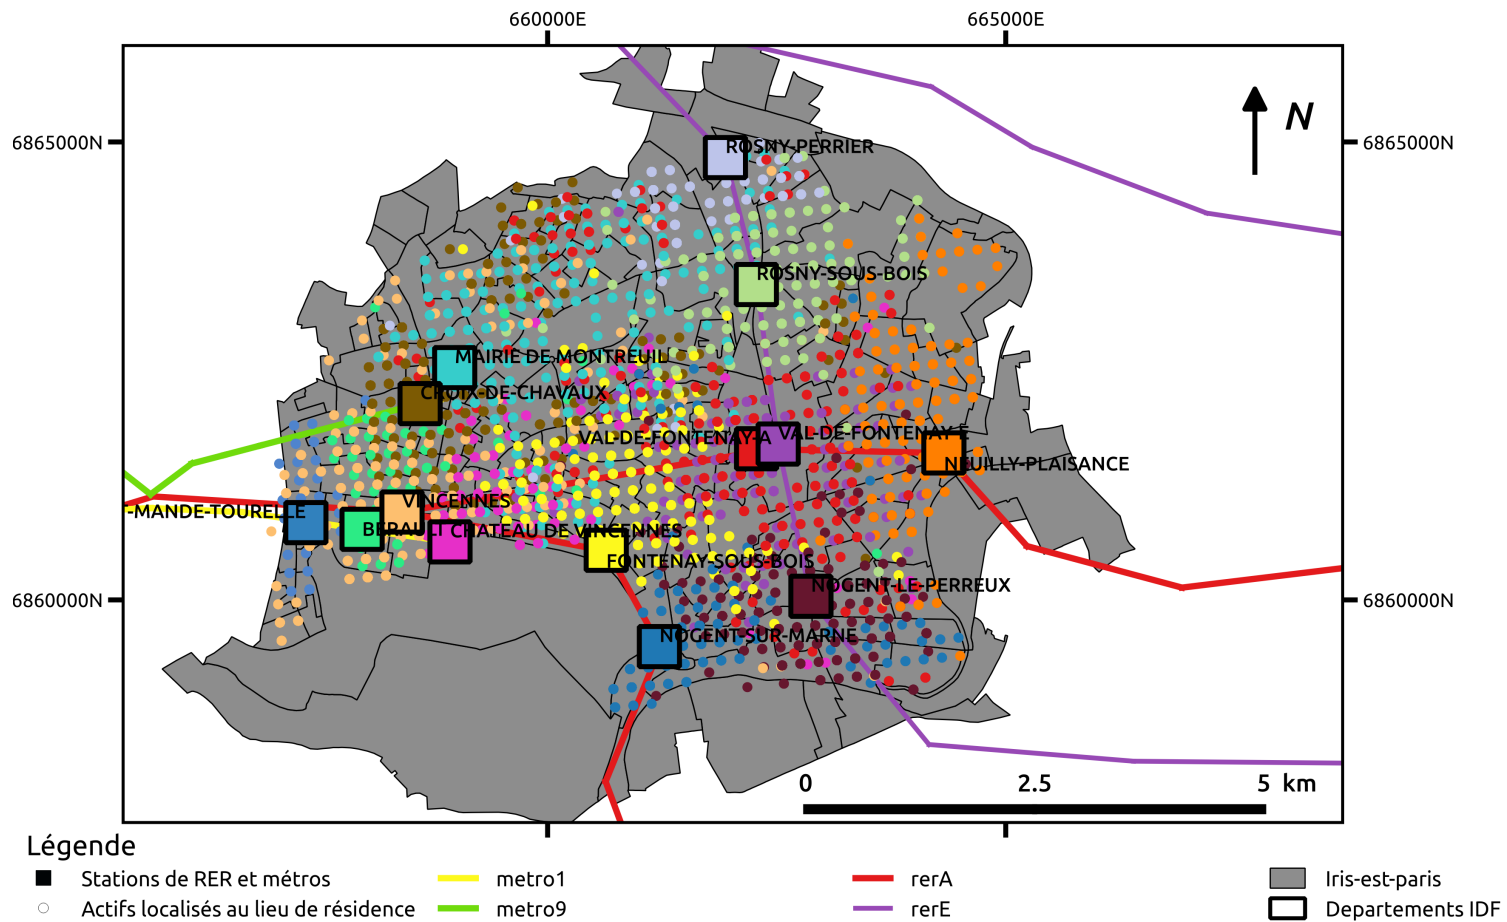 660000E 665000E
6865000N 6865000N
N
ROSNY-PERRIER
ROSNY-SOUS-BOIS
MAIRIE DE MONTREUIL
CROIX-DE-CHAVAUX
VAL-DE-FONTENAY-A VAL-DE-FONTENAY-E
NEUILLY-PLAISANCE
-MANDE-TOURELLE VINCENNES
BERAULT CHATEAU DE VINCENNES
FONTENAY-SOUS-BOIS
NOGENT-LE-PERREUX
6860000N 6860000N
NOGENT-SUR-MARNE
0 2.5 5 km
Légende
Stations de RER et métros metro1 rerA Iris-est-paris
Actifs localisés au lieu de résidence metro9 rerE Departements IDF